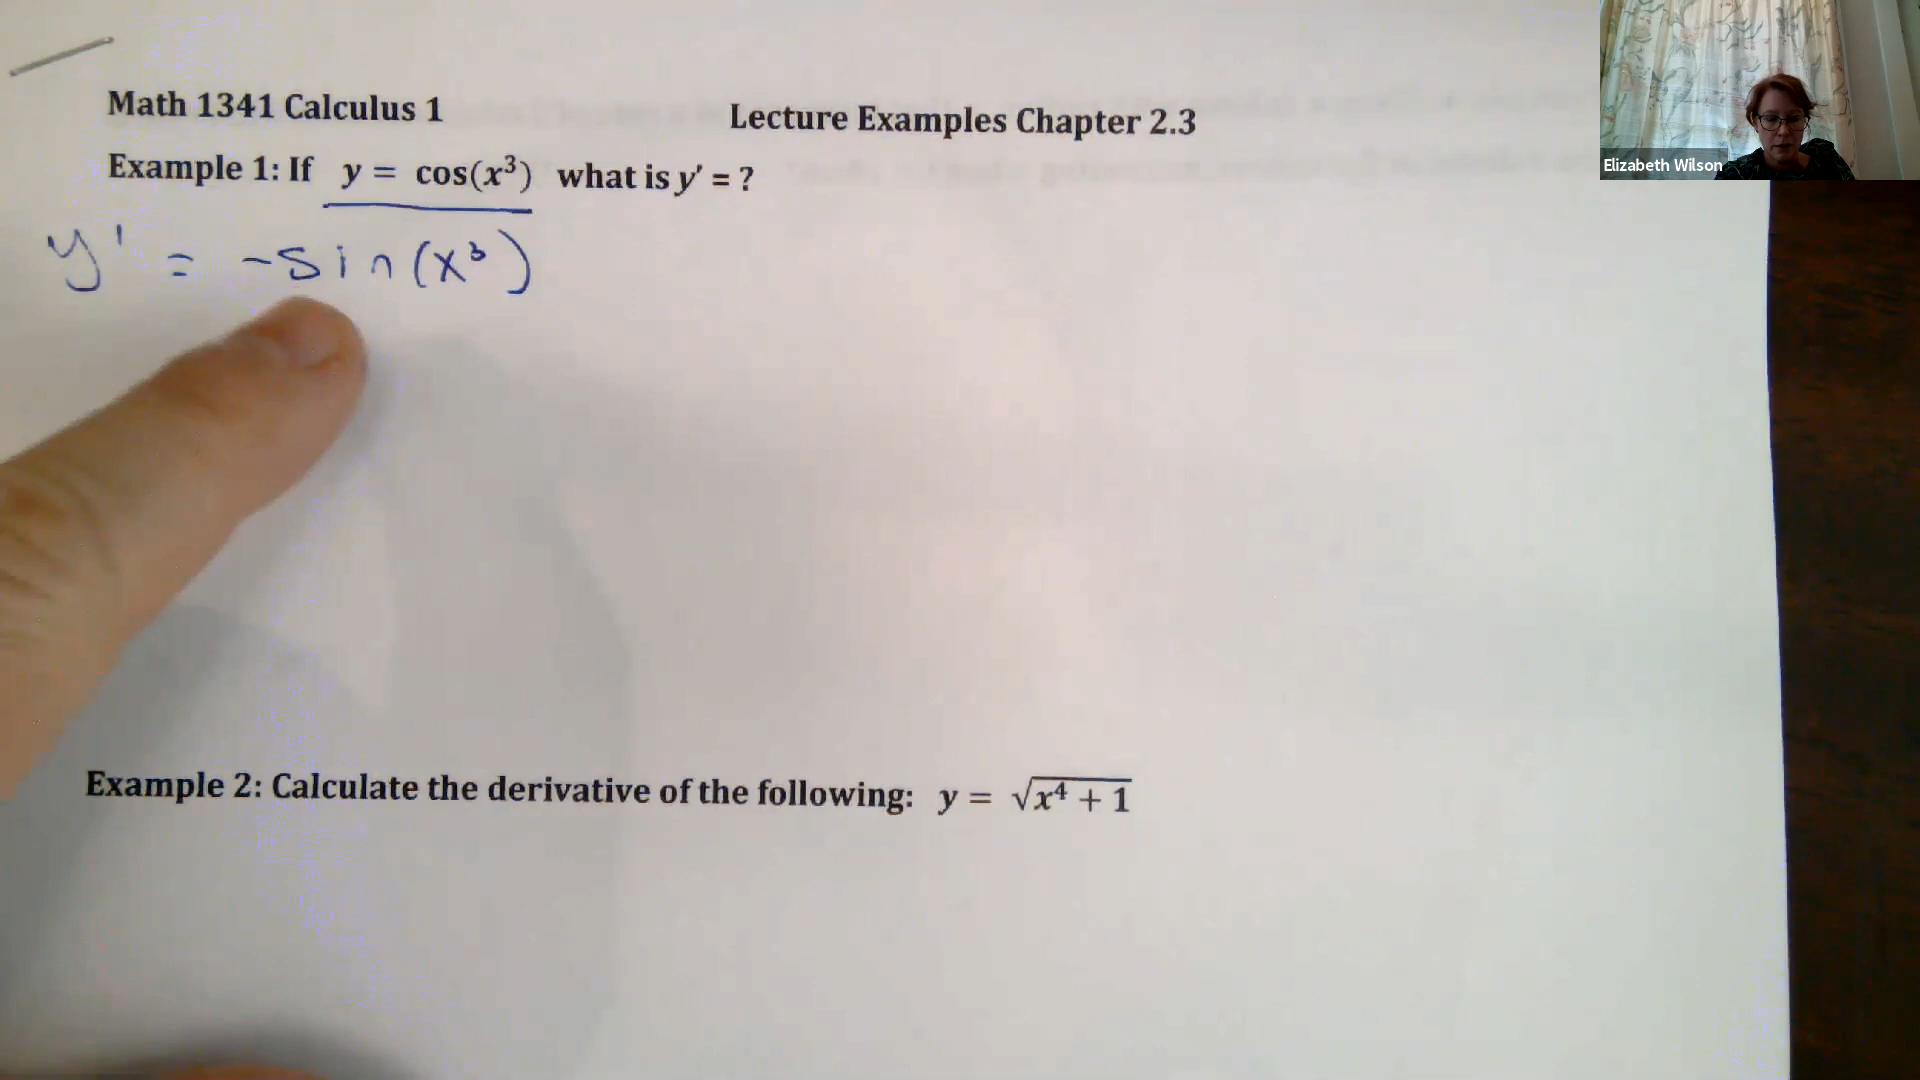 Math 1341 Calculus 1 Lecture Examples Chapter 2.3
Elizabeth Wilson
Example 1: If y = cos(x³) what is y′ = ?
y' = -sin(x³)
Example 2: Calculate the derivative of the following: y = √(x⁴ + 1)